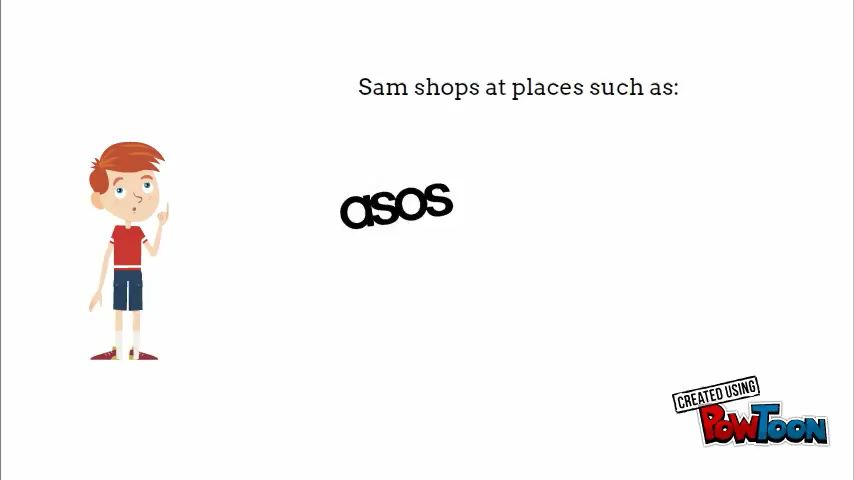 Sam shops at places such as:
asos
CREATED USING
POWTOON